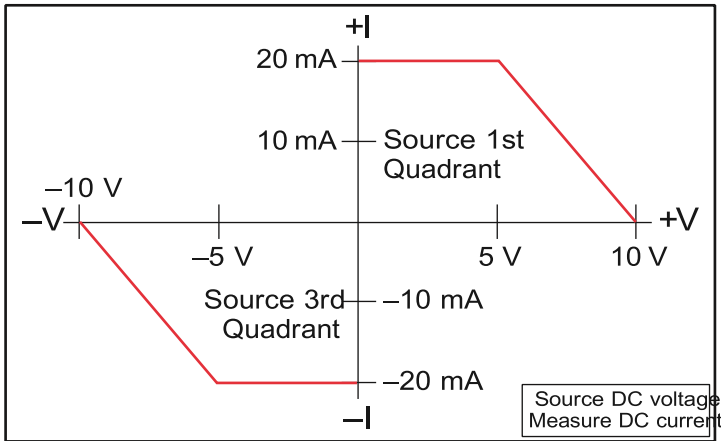 +I
20 mA
10 mA
Source 1st
Quadrant
–10 V
–V
+V
–5 V
5 V
10 V
Source 3rd
Quadrant
–10 mA
–20 mA
–I
Source DC voltage
Measure DC current